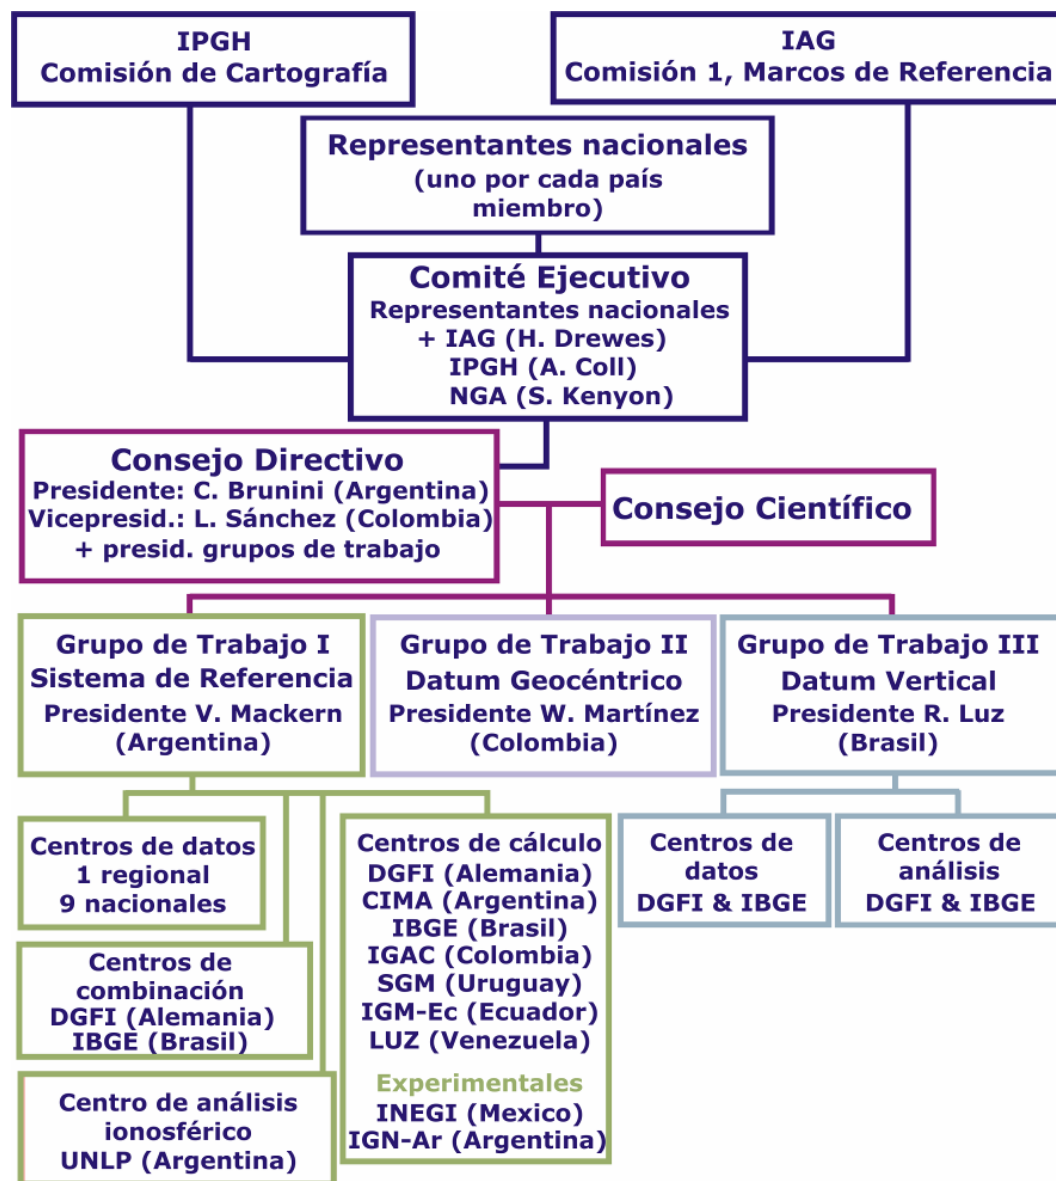 IPGH
Comisión de Cartografía
IAG
Comisión 1, Marcos de Referencia
Representantes nacionales
(uno por cada país
miembro)
Comité Ejecutivo
Representantes nacionales
+ IAG (H. Drewes)
IPGH (A. Coll)
NGA (S. Kenyon)
Consejo Directivo
Presidente: C. Brunini (Argentina)
Vicepresid.: L. Sánchez (Colombia)
+ presid. grupos de trabajo
Consejo Científico
Grupo de Trabajo I
Sistema de Referencia
Presidente V. Mackern
(Argentina)
Grupo de Trabajo II
Datum Geocéntrico
Presidente W. Martínez
(Colombia)
Grupo de Trabajo III
Datum Vertical
Presidente R. Luz
(Brasil)
Centros de datos
1 regional
9 nacionales
Centros de
combinación
DGFI (Alemania)
IBGE (Brasil)
Centro de análisis
ionosférico
UNLP (Argentina)
Centros de cálculo
DGFI (Alemania)
CIMA (Argentina)
IBGE (Brasil)
IGAC (Colombia)
SGM (Uruguay)
IGM-Ec (Ecuador)
LUZ (Venezuela)
Experimentales
INEGI (Mexico)
IGN-Ar (Argentina)
Centros de
datos
DGFI & IBGE
Centros de
análisis
DGFI & IBGE